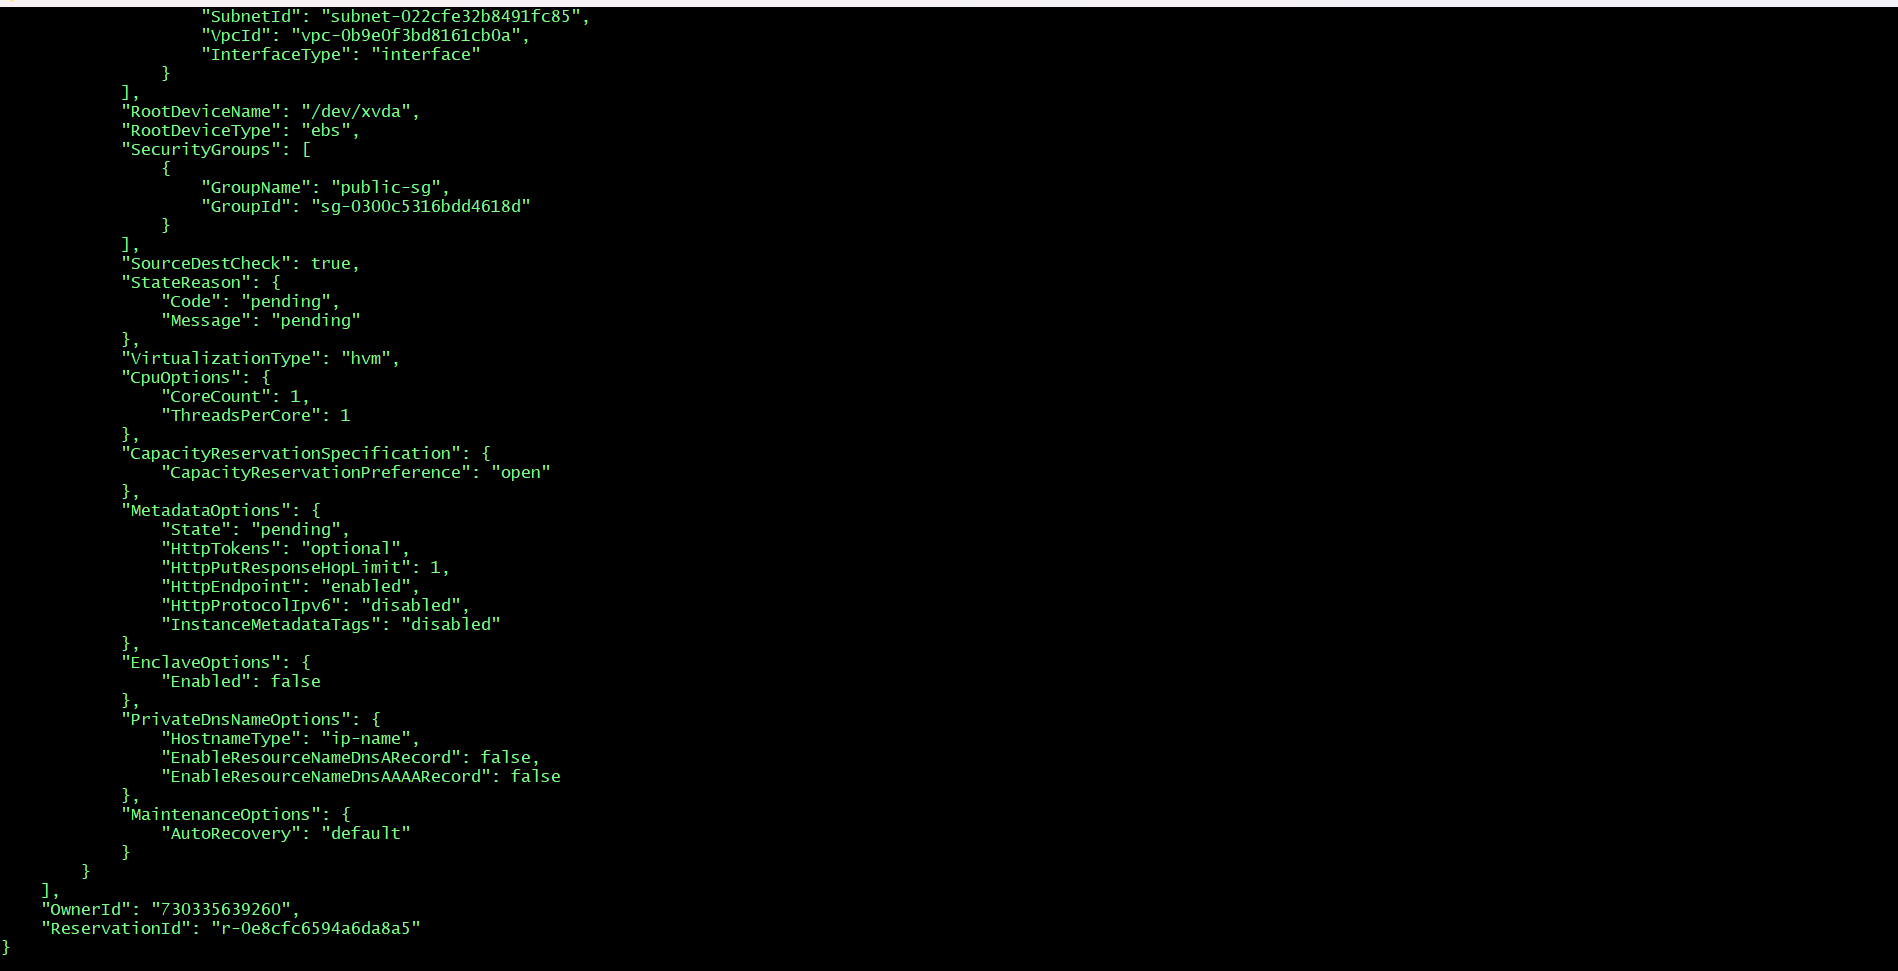 "SubnetId": "subnet-022cfe32b8491fc85",
"VpcId": "vpc-0b9e0f3bd8161cb0a",
"InterfaceType": "interface"
}
],
"RootDeviceName": "/dev/xvda",
"RootDeviceType": "ebs",
"SecurityGroups": [
{
"GroupName": "public-sg",
"GroupId": "sg-0300c5316bdd4618d"
}
],
"SourceDestCheck": true,
"StateReason": {
"Code": "pending",
"Message": "pending"
},
"VirtualizationType": "hvm",
"CpuOptions": {
"CoreCount": 1,
"ThreadsPerCore": 1
},
"CapacityReservationSpecification": {
"CapacityReservationPreference": "open"
},
"MetadataOptions": {
"State": "pending",
"HttpTokens": "optional",
"HttpPutResponseHopLimit": 1,
"HttpEndpoint": "enabled",
"HttpProtocolIpv6": "disabled",
"InstanceMetadataTags": "disabled"
},
"EnclaveOptions": {
"Enabled": false
},
"PrivateDnsNameOptions": {
"HostnameType": "ip-name",
"EnableResourceNameDnsARecord": false,
"EnableResourceNameDnsAAAARecord": false
},
"MaintenanceOptions": {
"AutoRecovery": "default"
}
}
],
"OwnerId": "730335639260",
"ReservationId": "r-0e8cfc6594a6da8a5"
}